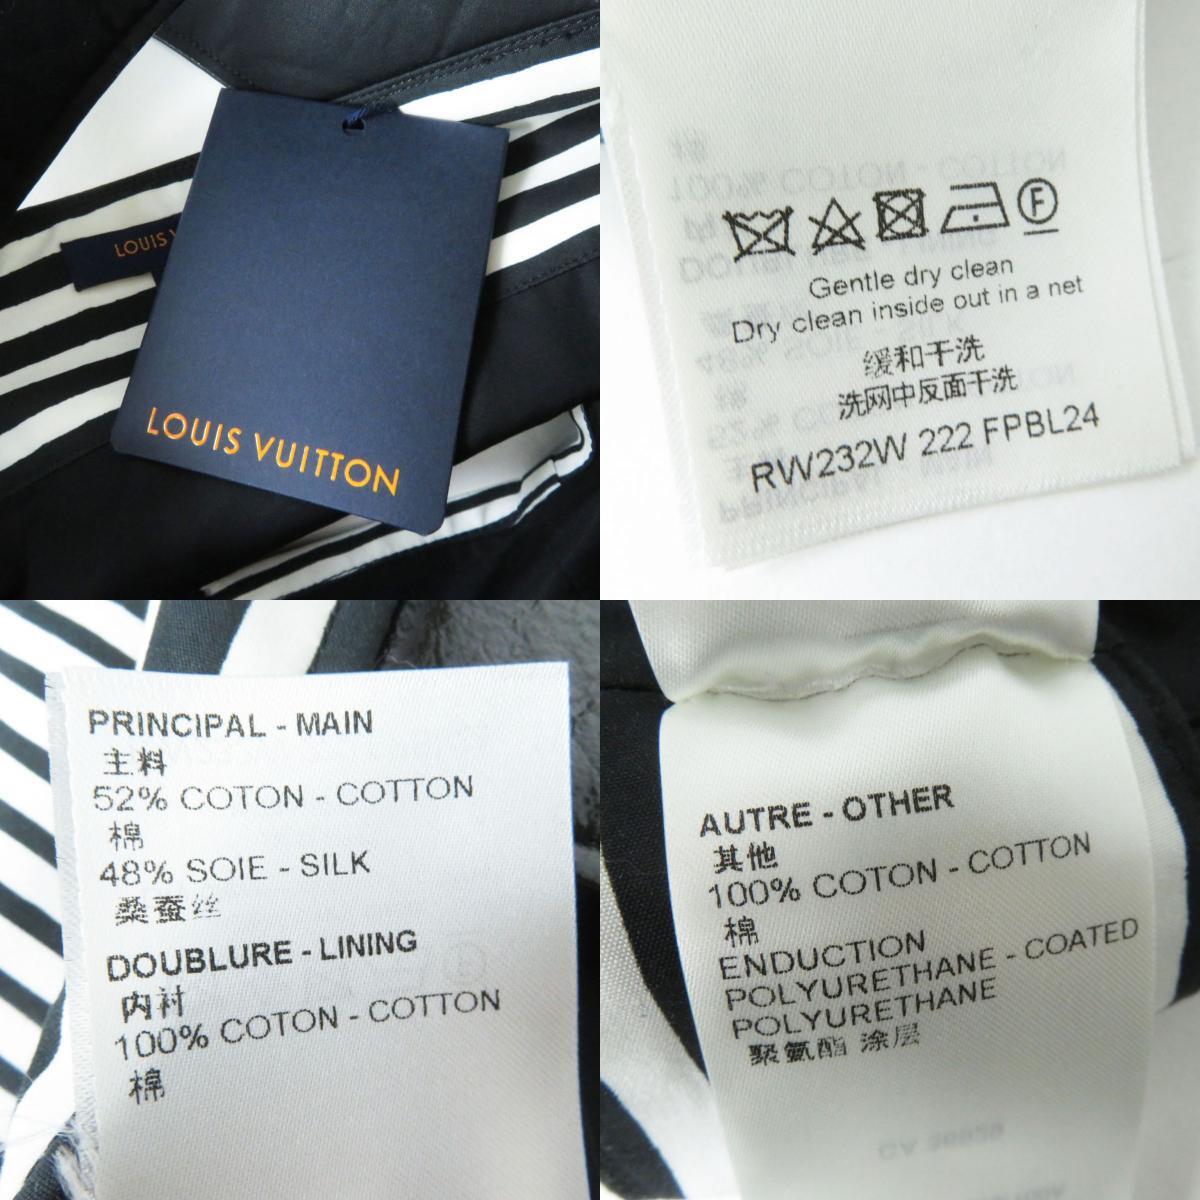 LOUIS V
LOUIS VUITTON
F
Gentle dry clean
Dry clean inside out in a net
缓和干洗
洗网中反面干洗
RW232W 222 FPBL24
PRINCIPAL - MAIN
主料
52% COTON - COTTON
棉
48% SOIE - SILK
桑蚕丝
DOUBLURE - LINING
内衬
100% COTON - COTTON
棉
AUTRE - OTHER
其他
100% COTON - COTTON
棉
ENDUCTION
POLYURETHANE - COATED
POLYURETHANE
聚氨酯 涂层